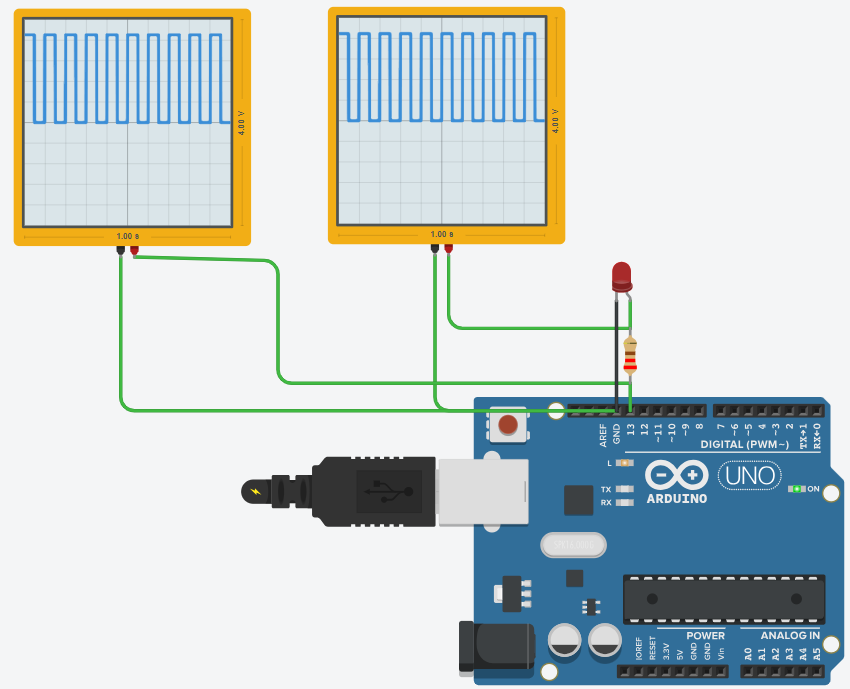 4.00 V
1.00 s
4.00 V
1.00 s
AREF
GND
13
12
~11
~10
~9
8
7
~6
~5
4
~3
2
TX→1
RX←0
DIGITAL (PWM~)
L
TX
RX
UNO
ARDUINO
ON
POWER
ANALOG IN
IOREF
RESET
3.3V
5V
GND
GND
Vin
A0
A1
A2
A3
A4
A5